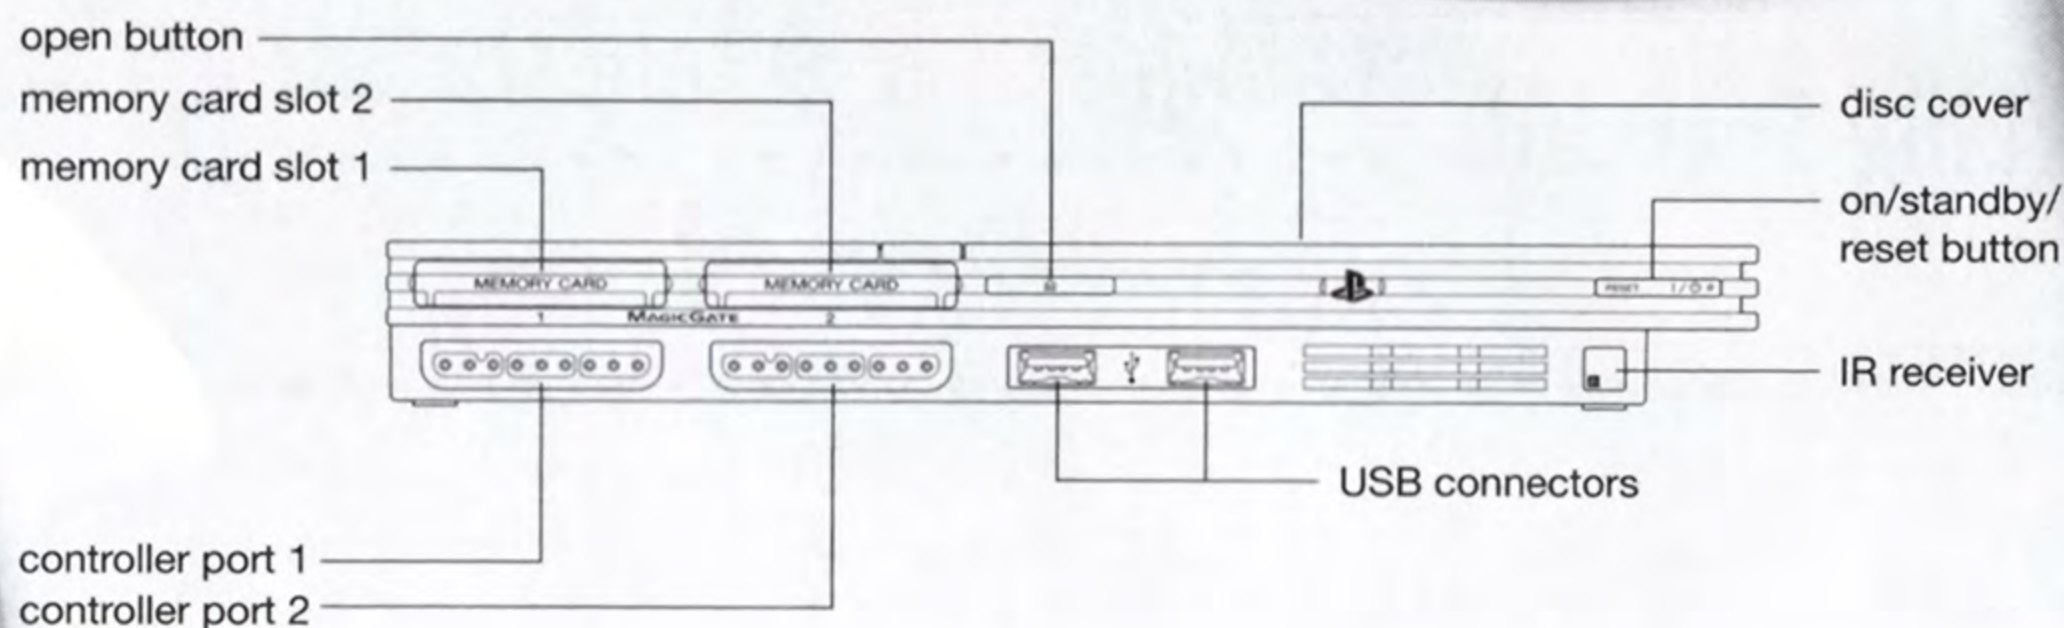 open button
memory card slot 2
memory card slot 1
disc cover
on/standby/
reset button
MEMORY CARD
MEMORY CARD
RESET
1
MAGICGATE
2
IR receiver
USB connectors
controller port 1
controller port 2